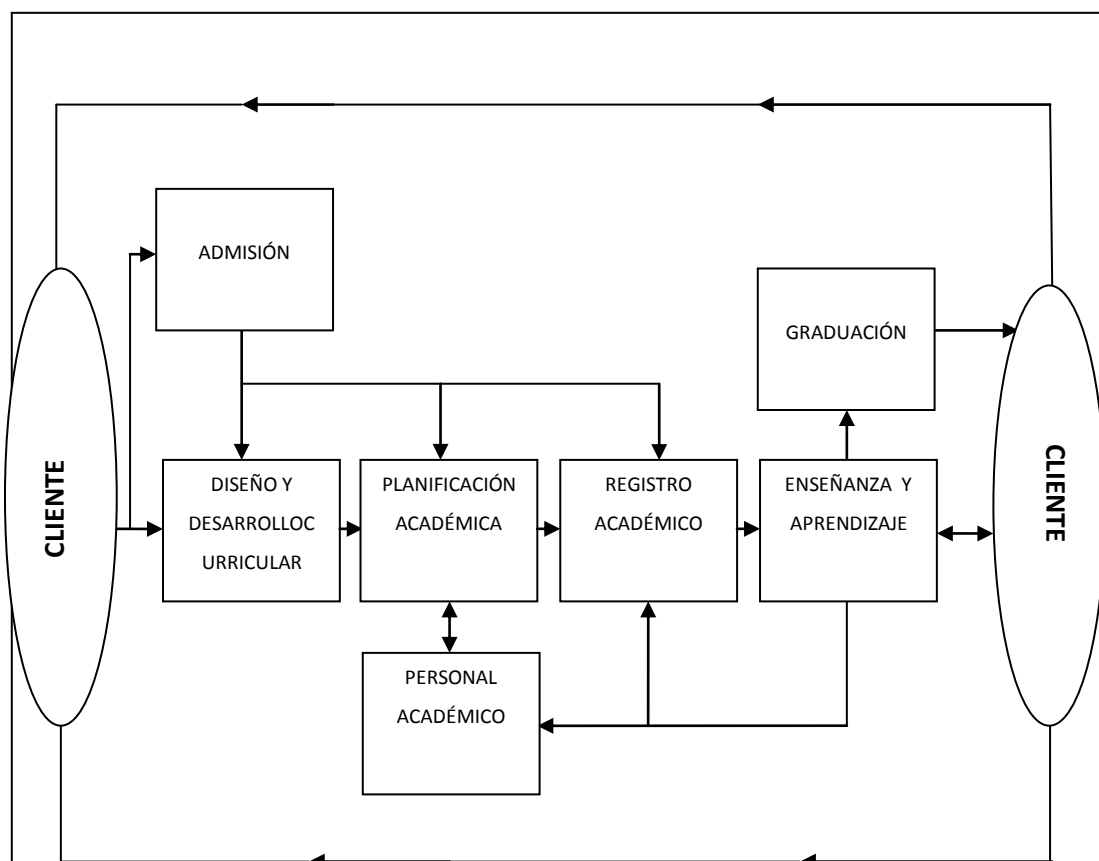 ADMISIÓN
GRADUACIÓN
CLIENTE
DISEÑO Y
DESARROLLOC
URRICULAR
PLANIFICACIÓN
ACADÉMICA
REGISTRO
ACADÉMICO
ENSEÑANZA Y
APRENDIZAJE
CLIENTE
PERSONAL
ACADÉMICO